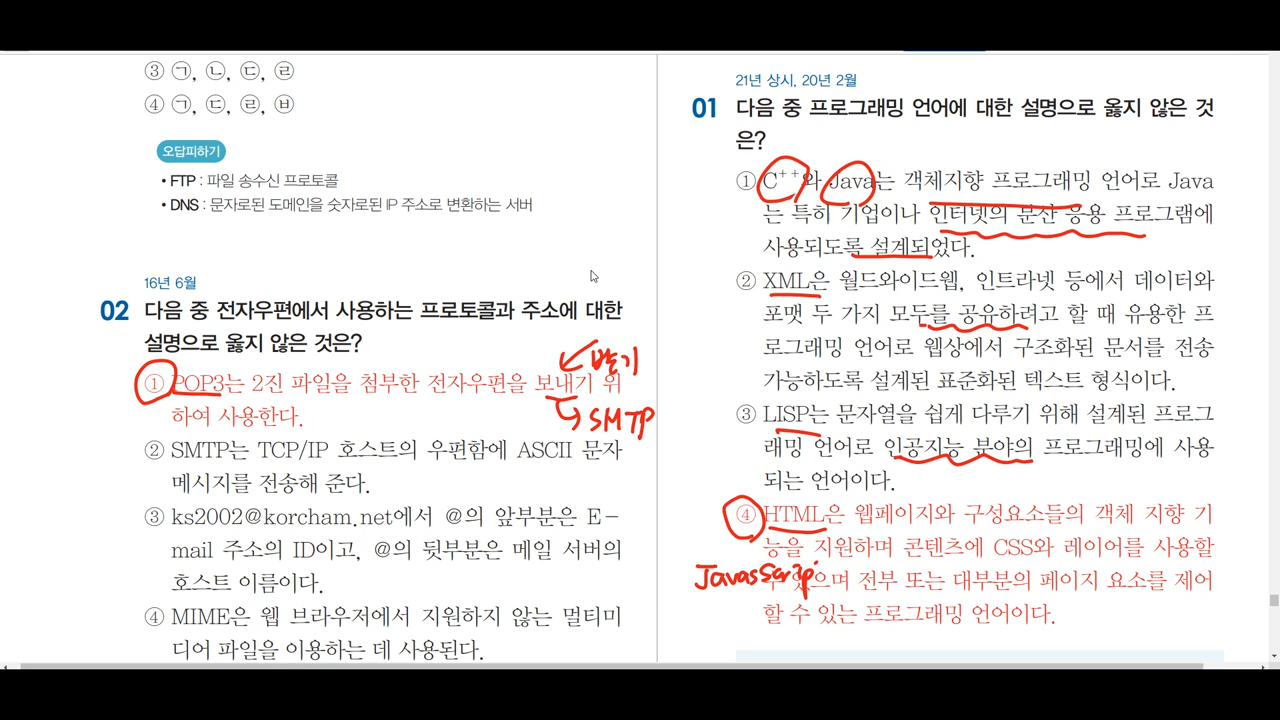 ③ ㉠, ㉡, ㉢, ㉣
④ ㉠, ㉢, ㉣, ㉥
오답피하기
• FTP : 파일 송수신 프로토콜
• DNS : 문자로된 도메인을 숫자로된 IP 주소로 변환하는 서버
16년 6월
02 다음 중 전자우편에서 사용하는 프로토콜과 주소에 대한
설명으로 옳지 않은 것은?
받기
① POP3는 2진 파일을 첨부한 전자우편을 보내기 위
하여 사용한다.
SMTP
② SMTP는 TCP/IP 호스트의 우편함에 ASCII 문자
메시지를 전송해 준다.
③ ks2002@korcham.net에서 @의 앞부분은 E-
mail 주소의 ID이고, @의 뒷부분은 메일 서버의
호스트 이름이다.
④ MIME은 웹 브라우저에서 지원하지 않는 멀티미
디어 파일을 이용하는 데 사용된다.
21년 상시, 20년 2월
01 다음 중 프로그래밍 언어에 대한 설명으로 옳지 않은 것
은?
① C++와 Java는 객체지향 프로그래밍 언어로 Java
는 특히 기업이나 인터넷의 분산 응용 프로그램에
사용되도록 설계되었다.
② XML은 월드와이드웹, 인트라넷 등에서 데이터와
포맷 두 가지 모두를 공유하려고 할 때 유용한 프
로그래밍 언어로 웹상에서 구조화된 문서를 전송
가능하도록 설계된 표준화된 텍스트 형식이다.
③ LISP는 문자열을 쉽게 다루기 위해 설계된 프로그
래밍 언어로 인공지능 분야의 프로그래밍에 사용
되는 언어이다.
④ HTML은 웹페이지와 구성요소들의 객체 지향 기
능을 지원하며 콘텐츠에 CSS와 레이어를 사용할
수 있으며 전부 또는 대부분의 페이지 요소를 제어
할 수 있는 프로그래밍 언어이다.